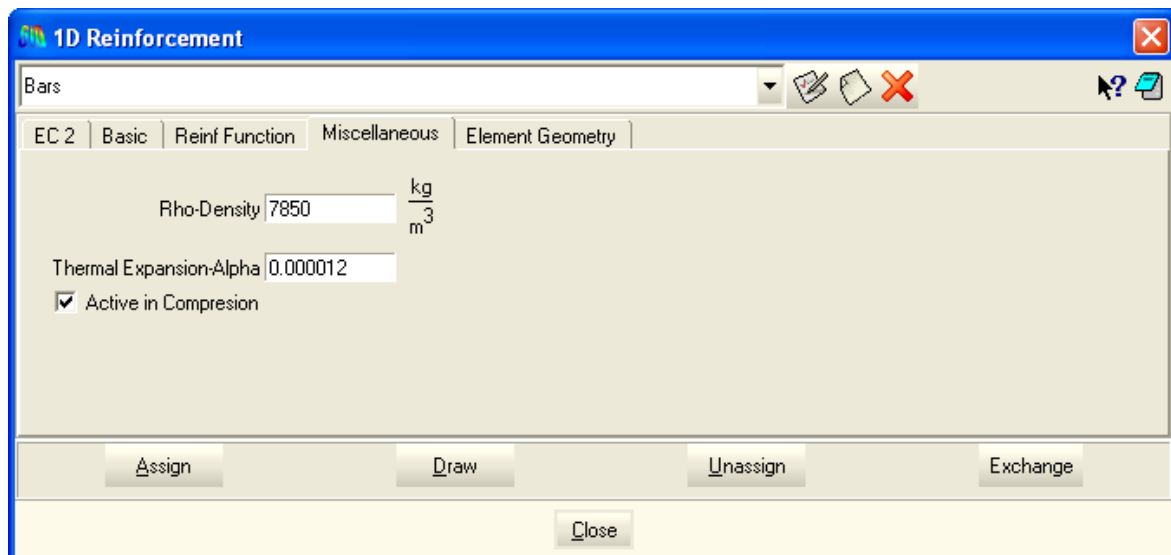 1D Reinforcement
Bars
EC 2 Basic Reinf Function Miscellaneous Element Geometry
Rho-Density 7850 kg/m3
Thermal Expansion-Alpha 0.000012
Active in Compresion
Assign Draw Unassign Exchange
Close